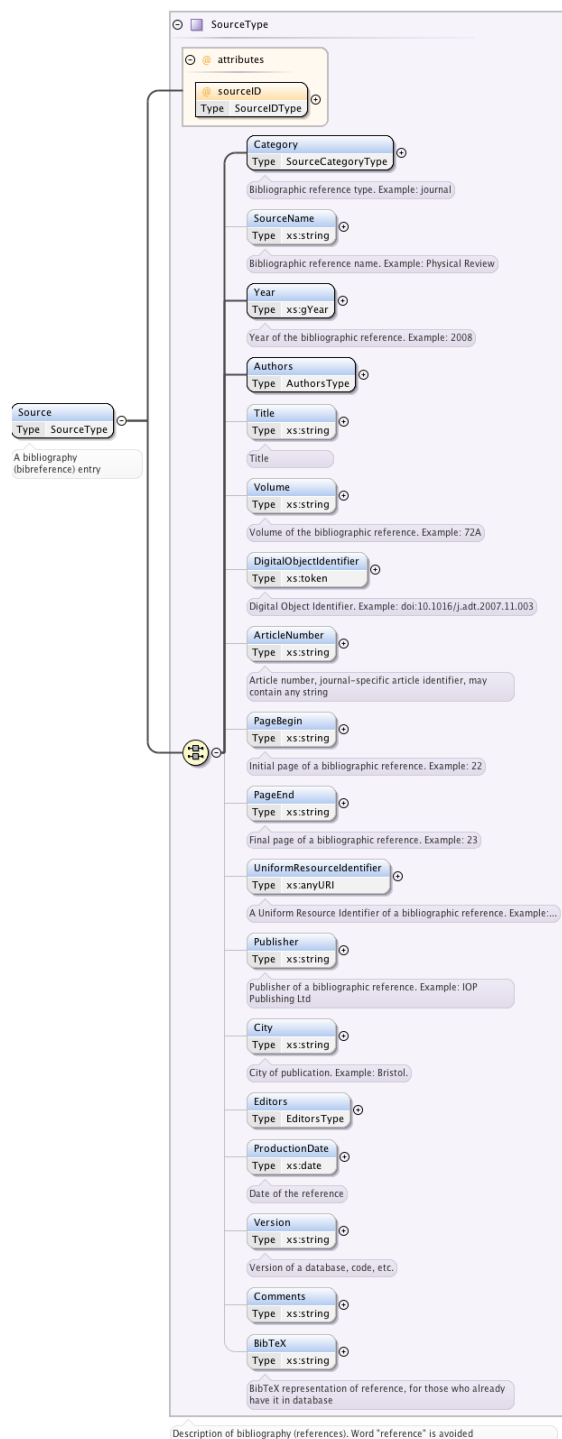 SourceType
@ attributes
@ sourceID
Type SourceIDType
Category
Type SourceCategoryType
Bibliographic reference type. Example: journal
SourceName
Type xs:string
Bibliographic reference name. Example: Physical Review
Year
Type xs:gYear
Year of the bibliographic reference. Example: 2008
Authors
Type AuthorsType
Source
Type SourceType
A bibliography
(bibreference) entry
Title
Type xs:string
Title
Volume
Type xs:string
Volume of the bibliographic reference. Example: 72A
DigitalObjectIdentifier
Type xs:token
Digital Object Identifier. Example: doi:10.1016/j.adt.2007.11.003
ArticleNumber
Type xs:string
Article number, journal-specific article identifier, may
contain any string
PageBegin
Type xs:string
Initial page of a bibliographic reference. Example: 22
PageEnd
Type xs:string
Final page of a bibliographic reference. Example: 23
UniformResourceIdentifier
Type xs:anyURI
A Uniform Resource Identifier of a bibliographic reference. Example:...
Publisher
Type xs:string
Publisher of a bibliographic reference. Example: IOP
Publishing Ltd
City
Type xs:string
City of publication. Example: Bristol.
Editors
Type EditorsType
ProductionDate
Type xs:date
Date of the reference
Version
Type xs:string
Version of a database, code, etc.
Comments
Type xs:string
BibTeX
Type xs:string
BibTeX representation of reference, for those who already
have it in database
Description of bibliography (references). Word "reference" is avoided